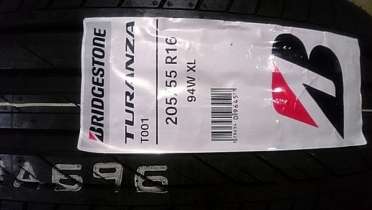 BRIDGESTONE
TURANZA
T001
205/55 R16
94W XL
B